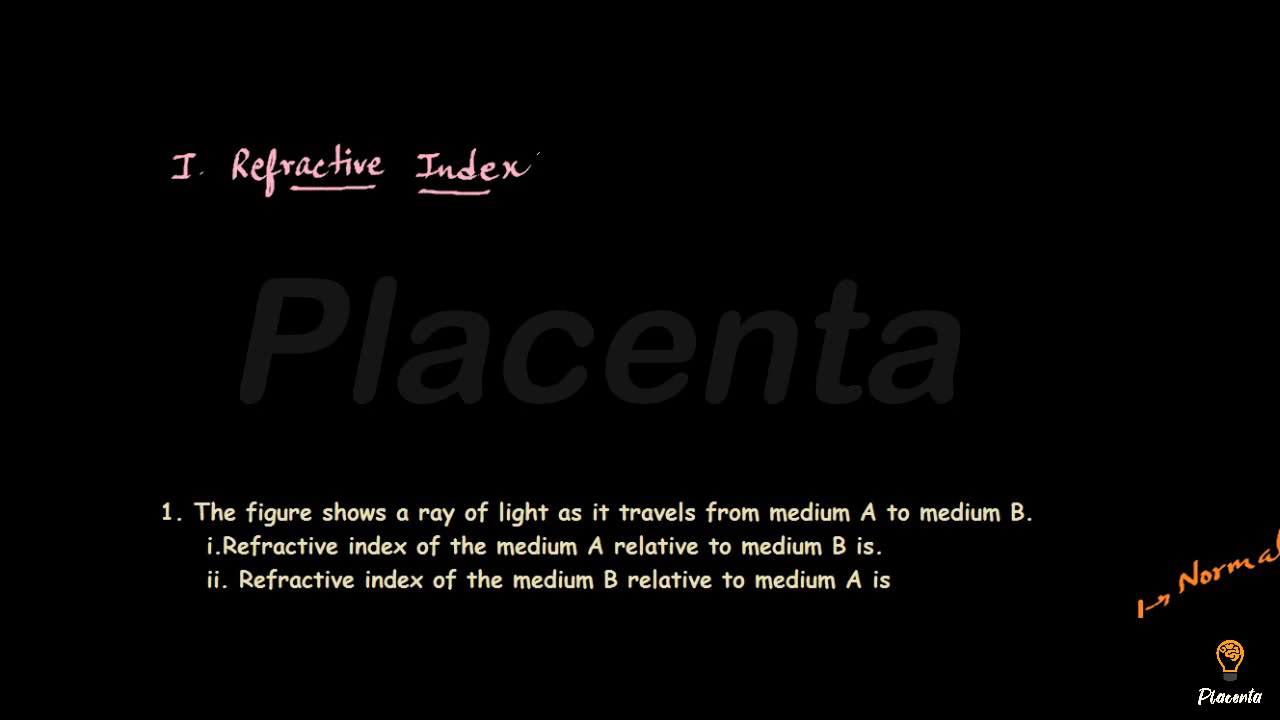 I. Refractive Index
Placenta
1. The figure shows a ray of light as it travels from medium A to medium B.
i.Refractive index of the medium A relative to medium B is.
ii. Refractive index of the medium B relative to medium A is
Normal
Placenta